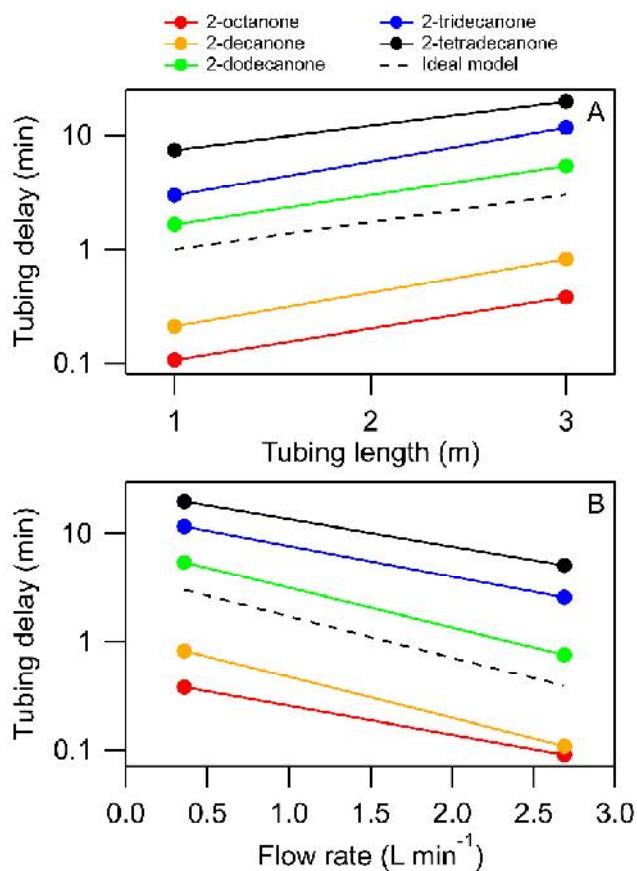 2-octanone 2-tridecanone
2-decanone 2-tetradecanone
2-dodecanone Ideal model
A
Tubing delay (min)
10
1
0.1
1 2 3
Tubing length (m)
B
Tubing delay (min)
10
1
0.1
0.0 0.5 1.0 1.5 2.0 2.5 3.0
Flow rate (L min⁻¹)